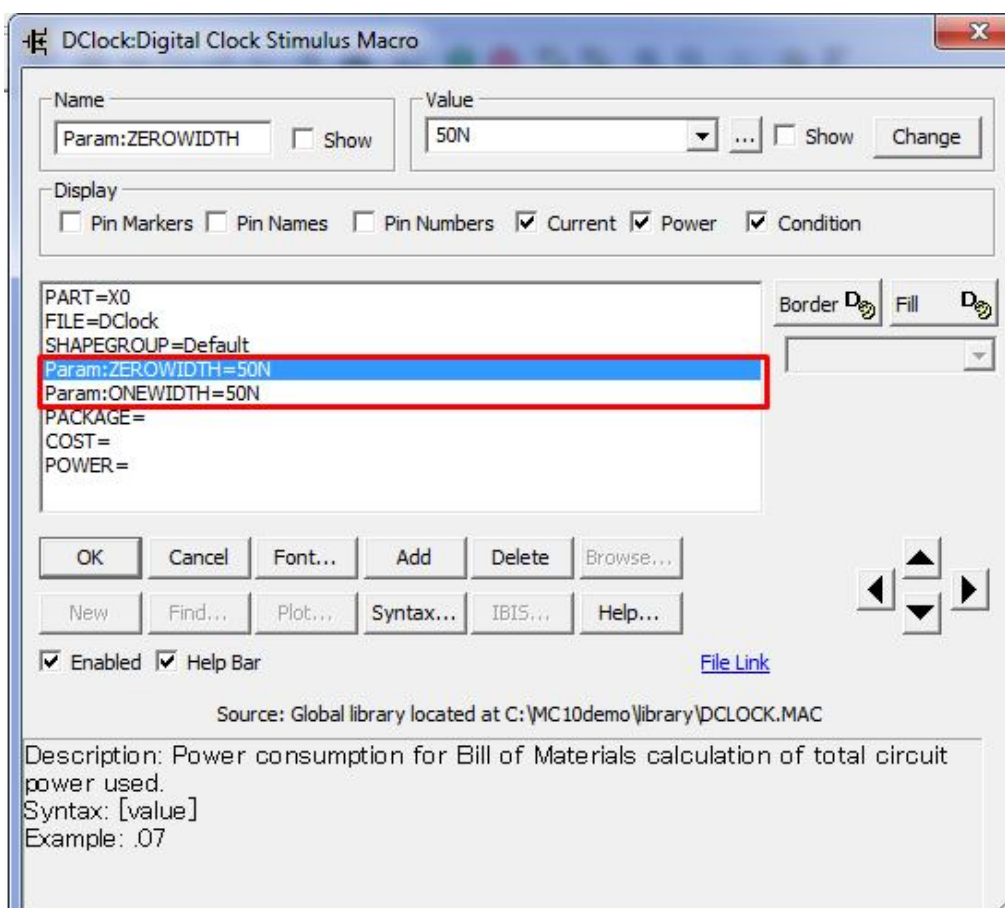 DClock:Digital Clock Stimulus Macro
Name
Value
Param:ZEROWIDTH
Show
50N
...
Show
Change
Display
Pin Markers
Pin Names
Pin Numbers
Current
Power
Condition
PART=X0
FILE=DClock
SHAPEGROUP=Default
Param:ZEROWIDTH=50N
Param:ONEWIDTH=50N
PACKAGE=
COST=
POWER=
Border D
Fill D
OK
Cancel
Font...
Add
Delete
Browse...
New
Find...
Plot...
Syntax...
IBIS...
Help...
Enabled
Help Bar
File Link
Source: Global library located at C:\MC10demo\library\DCLOCK.MAC
Description: Power consumption for Bill of Materials calculation of total circuit
power used.
Syntax: [value]
Example: .07